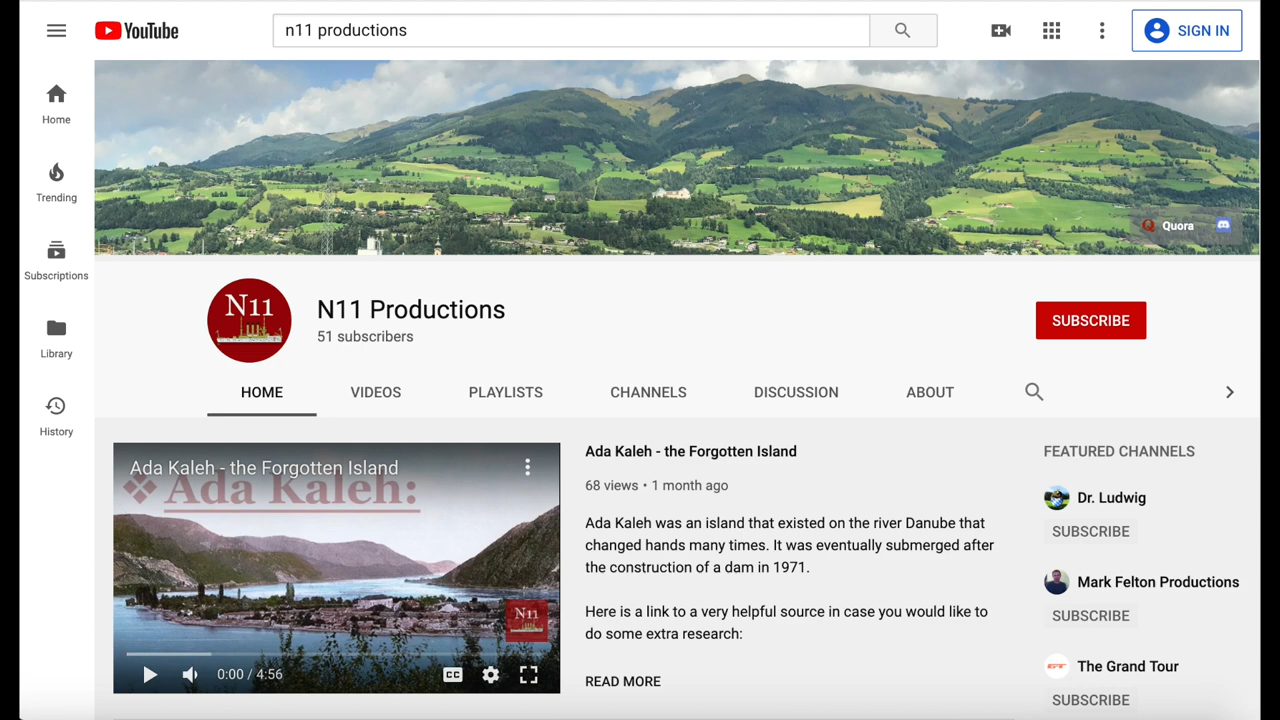 YouTube
n11 productions
SIGN IN
Home
Trending
Subscriptions
Library
History
Quora
N11
N11 Productions
51 subscribers
SUBSCRIBE
HOME VIDEOS PLAYLISTS CHANNELS DISCUSSION ABOUT
Ada Kaleh - the Forgotten Island
❖Ada Kaleh:
N11
0:00 / 4:56
CC
Ada Kaleh - the Forgotten Island
68 views • 1 month ago
Ada Kaleh was an island that existed on the river Danube that
changed hands many times. It was eventually submerged after
the construction of a dam in 1971.
Here is a link to a very helpful source in case you would like to
do some extra research:
READ MORE
FEATURED CHANNELS
Dr. Ludwig
SUBSCRIBE
Mark Felton Productions
SUBSCRIBE
The Grand Tour
SUBSCRIBE